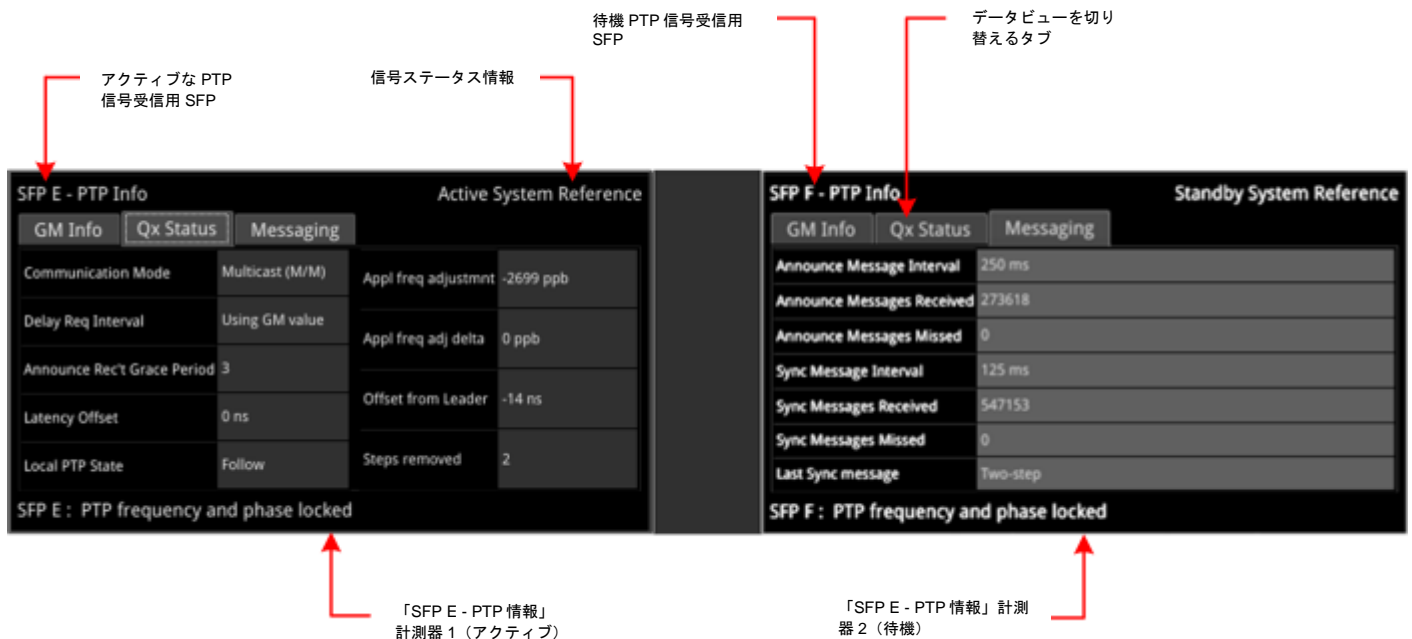 待機 PTP 信号受信用
SFP
データビューを切り
替えるタブ
アクティブな PTP
信号受信用 SFP
信号ステータス情報
SFP E - PTP Info
Active System Reference
GM Info
Qx Status
Messaging
Communication Mode
Multicast (M/M)
Delay Req Interval
Using GM value
Announce Rec't Grace Period
3
Latency Offset
0 ns
Local PTP State
Follow
Appl freq adjustmnt
-2699 ppb
Appl freq adj delta
0 ppb
Offset from Leader
-14 ns
Steps removed
2
SFP E : PTP frequency and phase locked
SFP F - PTP Info
Standby System Reference
GM Info
Qx Status
Messaging
Announce Message Interval
250 ms
Announce Messages Received
273618
Announce Messages Missed
0
Sync Message Interval
125 ms
Sync Messages Received
547153
Sync Messages Missed
0
Last Sync message
Two-step
SFP F : PTP frequency and phase locked
「SFP E - PTP 情報」
計測器 1（アクティブ）
「SFP E - PTP 情報」計測
器 2（待機）